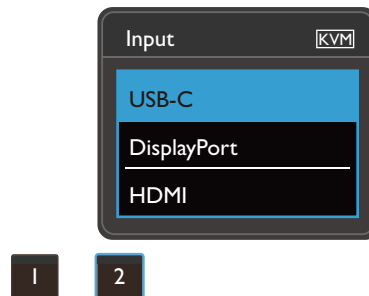 Input KVM
USB-C
DisplayPort
HDMI
1 2